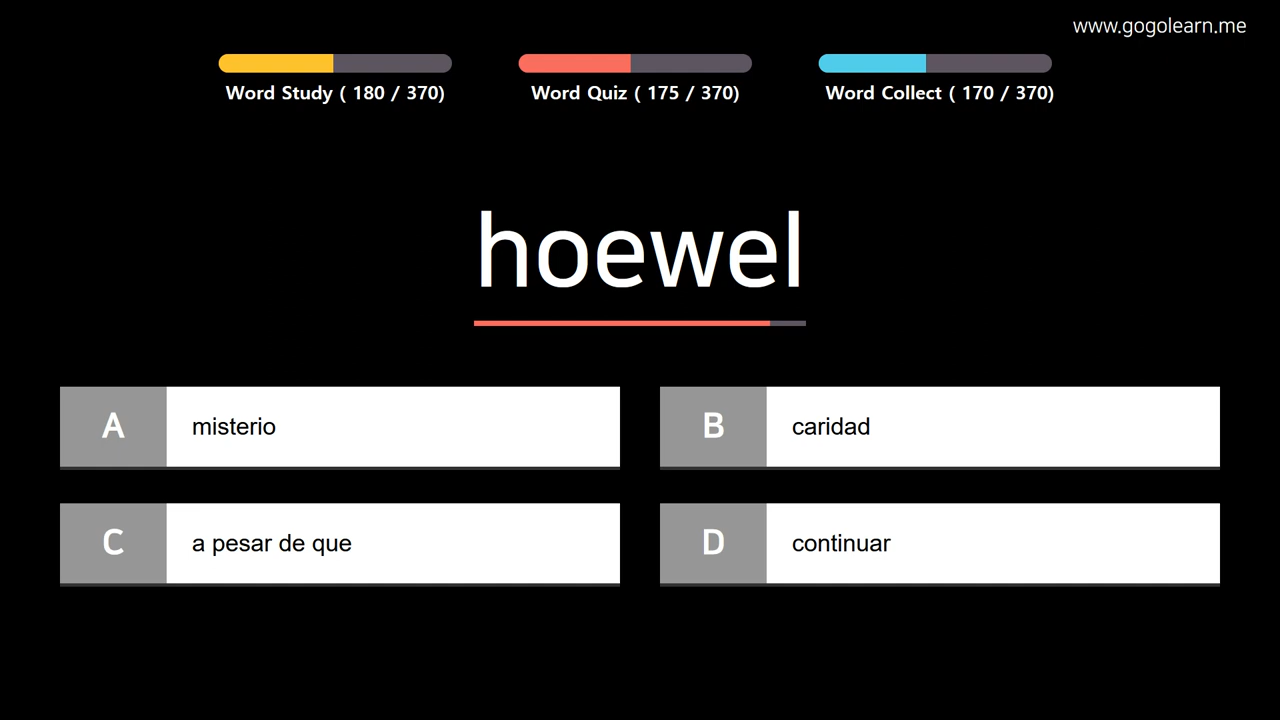 www.gogolearn.me
Word Study ( 180 / 370)
Word Quiz ( 175 / 370)
Word Collect ( 170 / 370)
hoewel
A
misterio
B
caridad
C
a pesar de que
D
continuar